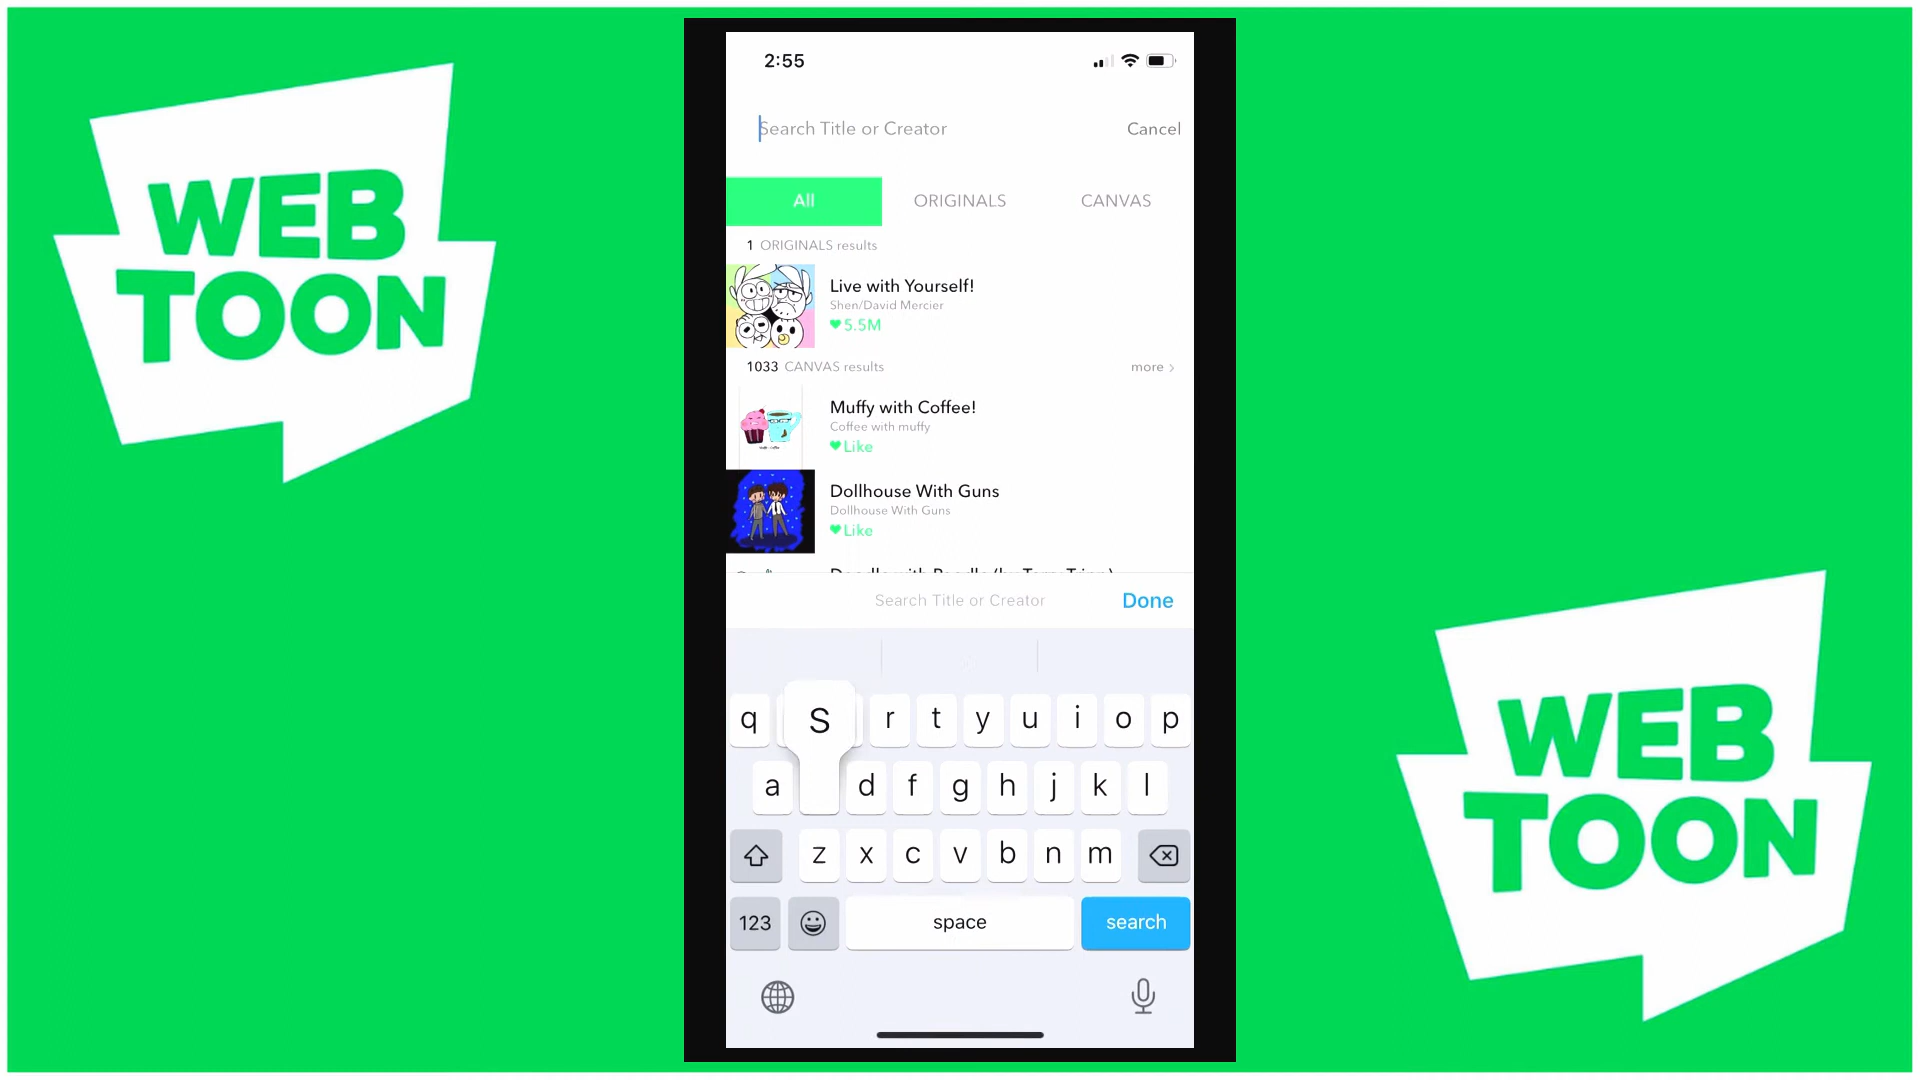 WEB
TOON
2:55
Search Title or Creator
Cancel
All
ORIGINALS
CANVAS
1 ORIGINALS results
Live with Yourself!
Shen/David Mercier
5.5M
1033 CANVAS results
more >
Muffy with Coffee!
Coffee with muffy
Like
Dollhouse With Guns
Dollhouse With Guns
Like
Search Title or Creator
Done
q S r t y u i o p
a d f g h j k l
z x c v b n m
123
space
search
WEB
TOON